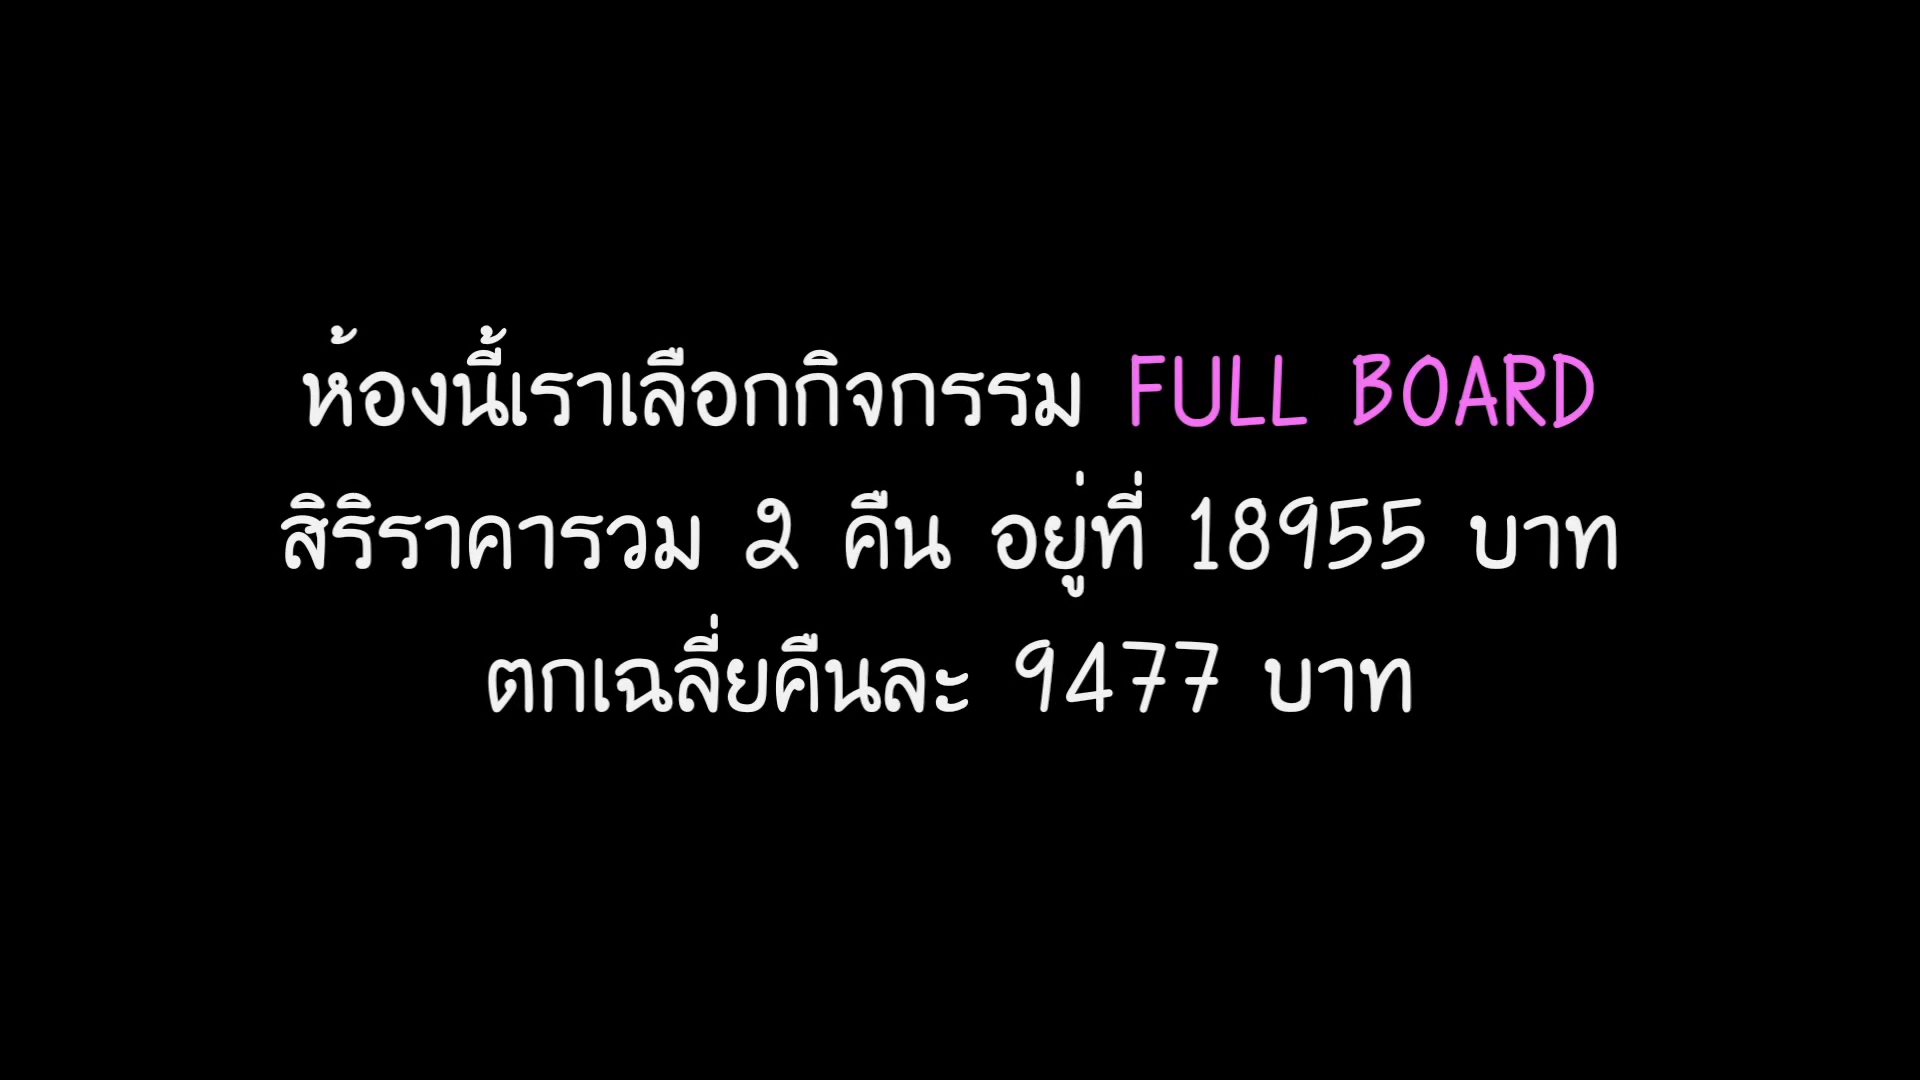 ห้องนี้เราเลือกกิจกรรม FULL BOARD
สิริราคารวม 2 คืน อยู่ที่ 18955 บาท
ตกเฉลี่ยคืนละ 9477 บาท